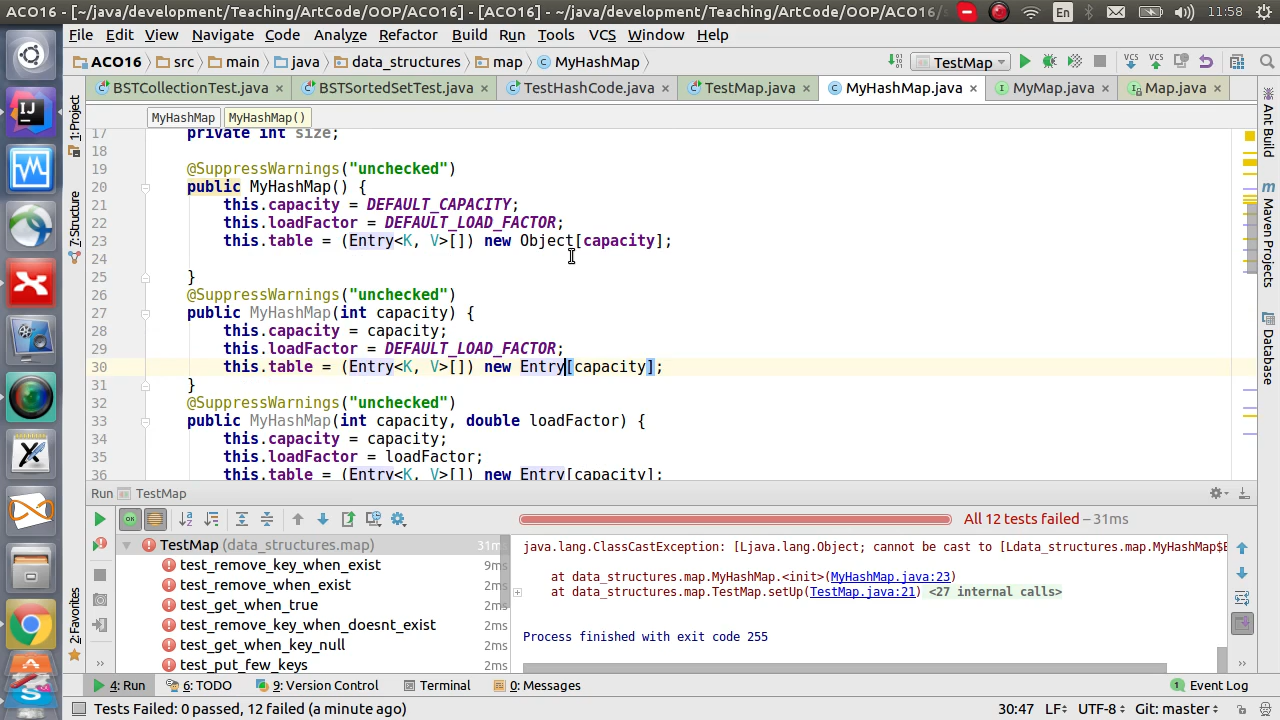 ACO16 - [~/java/development/Teaching/ArtCode/OOP/ACO16] - [ACO16] - ~/java/development/Teaching/ArtCode/OOP/ACO16/s
En
11:58
File Edit View Navigate Code Analyze Refactor Build Run Tools VCS Window Help
ACO16 src main java data_structures map MyHashMap
TestMap
VCS VCS
BSTCollectionTest.java × BSTSortedSetTest.java × TestHashCode.java × TestMap.java × MyHashMap.java × MyMap.java × Map.java ×
MyHashMap MyHashMap()
1: Project
7: Structure
2: Favorites
Ant Build
Maven Projects
Database
17 private int size;
18
19 @SuppressWarnings("unchecked")
20 public MyHashMap() {
21 this.capacity = DEFAULT_CAPACITY;
22 this.loadFactor = DEFAULT_LOAD_FACTOR;
23 this.table = (Entry<K, V>[]) new Object[capacity];
24
25 }
26 @SuppressWarnings("unchecked")
27 public MyHashMap(int capacity) {
28 this.capacity = capacity;
29 this.loadFactor = DEFAULT_LOAD_FACTOR;
30 this.table = (Entry<K, V>[]) new Entry[capacity];
31 }
32 @SuppressWarnings("unchecked")
33 public MyHashMap(int capacity, double loadFactor) {
34 this.capacity = capacity;
35 this.loadFactor = loadFactor;
36 this.table = (Entry<K, V>[]) new Entry[capacity];
Run TestMap
All 12 tests failed – 31ms
TestMap (data_structures.map) 31ms
test_remove_key_when_exist 9ms
test_remove_when_exist 2ms
test_get_when_true 2ms
test_remove_key_when_doesnt_exist 2ms
test_get_when_key_null 2ms
test_put_few_keys 2ms
java.lang.ClassCastException: [Ljava.lang.Object; cannot be cast to [Ldata_structures.map.MyHashMap$E
at data_structures.map.MyHashMap.<init>(MyHashMap.java:23)
at data_structures.map.TestMap.setUp(TestMap.java:21) <27 internal calls>
Process finished with exit code 255
4: Run 6: TODO 9: Version Control Terminal 0: Messages 1 Event Log
Tests Failed: 0 passed, 12 failed (a minute ago) 30:47 LF÷ UTF-8÷ Git: master÷